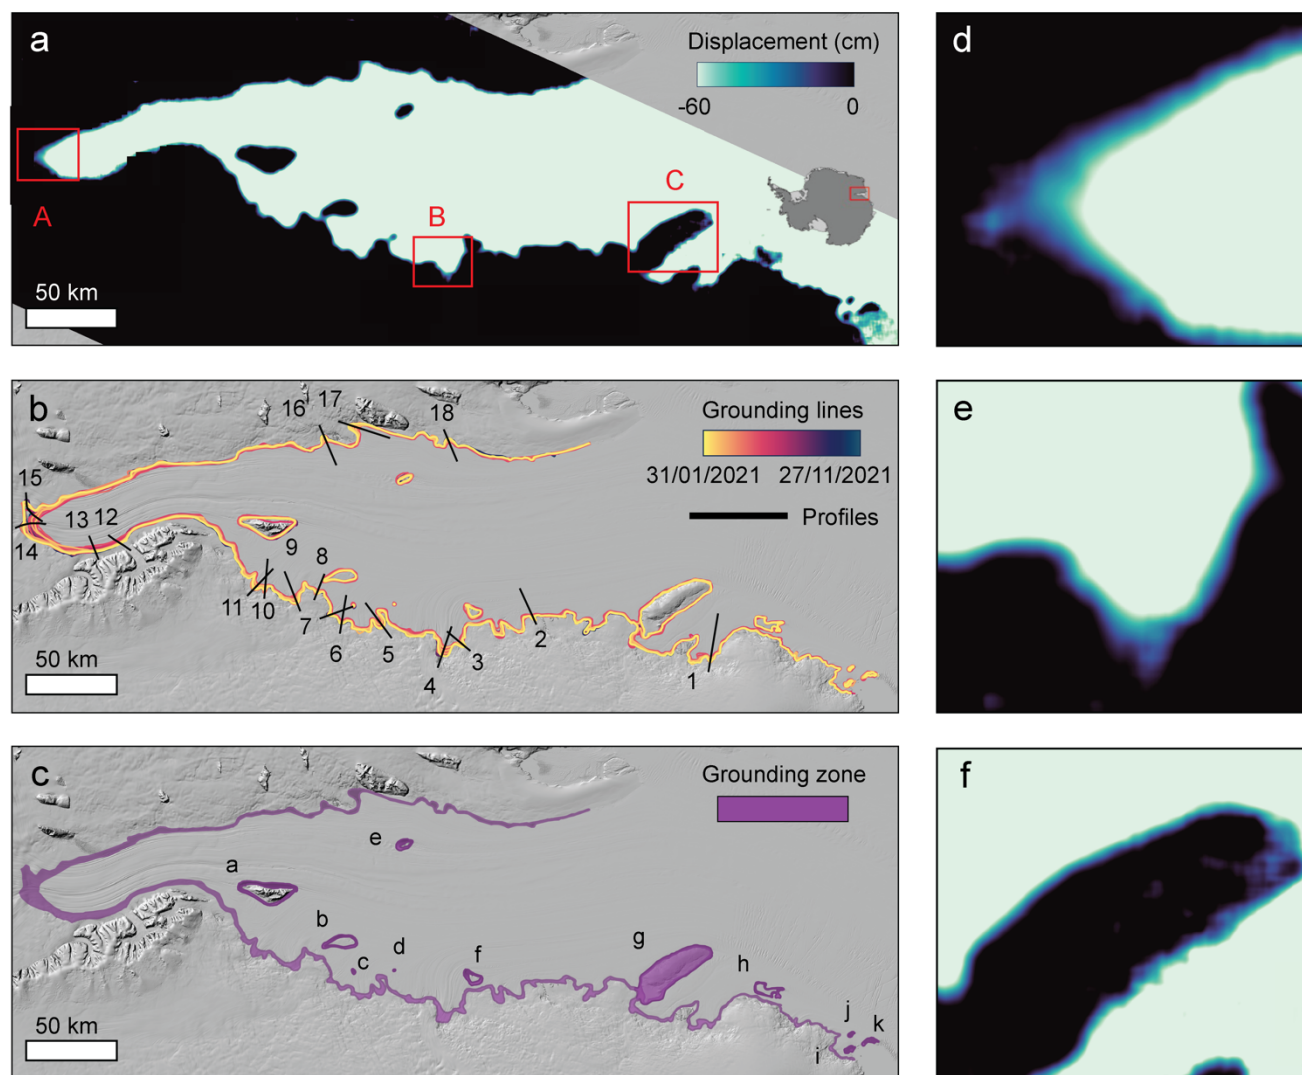 a
Displacement (cm)
-60 0
A
B
C
50 km
d
b
Grounding lines
31/01/2021 27/11/2021
Profiles
16
17
18
15
13
12
14
9
8
11
10
7
6
5
4
3
2
1
50 km
e
c
Grounding zone
e
a
b
c
d
f
g
h
j
k
i
50 km
f